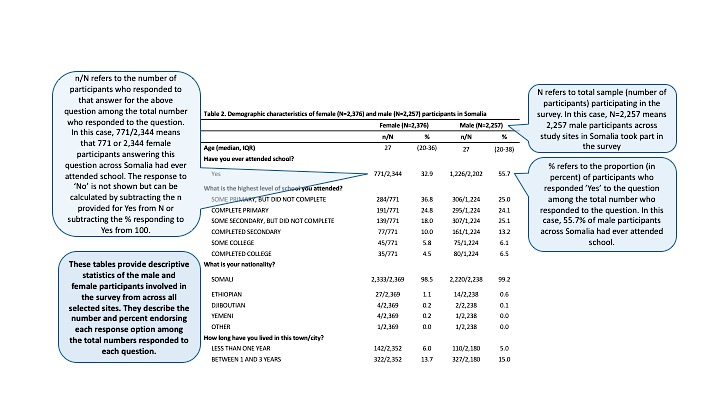 n/N refers to the number of
participants who responded to
that answer for the above
question among the total number
who responded to the question.
In this case, 771/2,344 means
that 771 or 2,344 female
participants answering this
question across Somalia had ever
attended school. The response to
'No' is not shown but can be
calculated by subtracting the n
provided for Yes from N or
subtracting the % responding to
Yes from 100.
These tables provide descriptive
statistics of the male and
female participants involved in
the survey from across all
selected sites. They describe the
number and percent endorsing
each response option among
the total numbers responded to
each question.
Table 2. Demographic characteristics of female (N=2,376) and male (N=2,257) participants in Somalia
Female (N=2,376) Male (N=2,257)
n/N % n/N %
Age (median, IQR) 27 (20-36) 27 (20-38)
Have you ever attended school?
Yes 771/2,344 32.9 1,226/2,202 55.7
What is the highest level of school you attended?
SOME PRIMARY, BUT DID NOT COMPLETE 284/771 36.8 306/1,224 25.0
COMPLETE PRIMARY 191/771 24.8 295/1,224 24.1
SOME SECONDARY, BUT DID NOT COMPLETE 139/771 18.0 307/1,224 25.1
COMPLETED SECONDARY 77/771 10.0 161/1,224 13.2
SOME COLLEGE 45/771 5.8 75/1,224 6.1
COMPLETED COLLEGE 35/771 4.5 80/1,224 6.5
What is your nationality?
SOMALI 2,333/2,369 98.5 2,220/2,238 99.2
ETHIOPIAN 27/2,369 1.1 14/2,238 0.6
DJIBOUTIAN 4/2,369 0.2 2/2,238 0.1
YEMENI 4/2,369 0.2 1/2,238 0.0
OTHER 1/2,369 0.0 1/2,238 0.0
How long have you lived in this town/city?
LESS THAN ONE YEAR 142/2,352 6.0 110/2,180 5.0
BETWEEN 1 AND 3 YEARS 322/2,352 13.7 327/2,180 15.0
N refers to total sample (number of
participants) participating in the
survey. In this case, N=2,257 means
2,257 male participants across
study sites in Somalia took part in
the survey
% refers to the proportion (in
percent) of participants who
responded 'Yes' to the question
among the total number who
responded to the question. In this
case, 55.7% of male participants
across Somalia had ever attended
school.